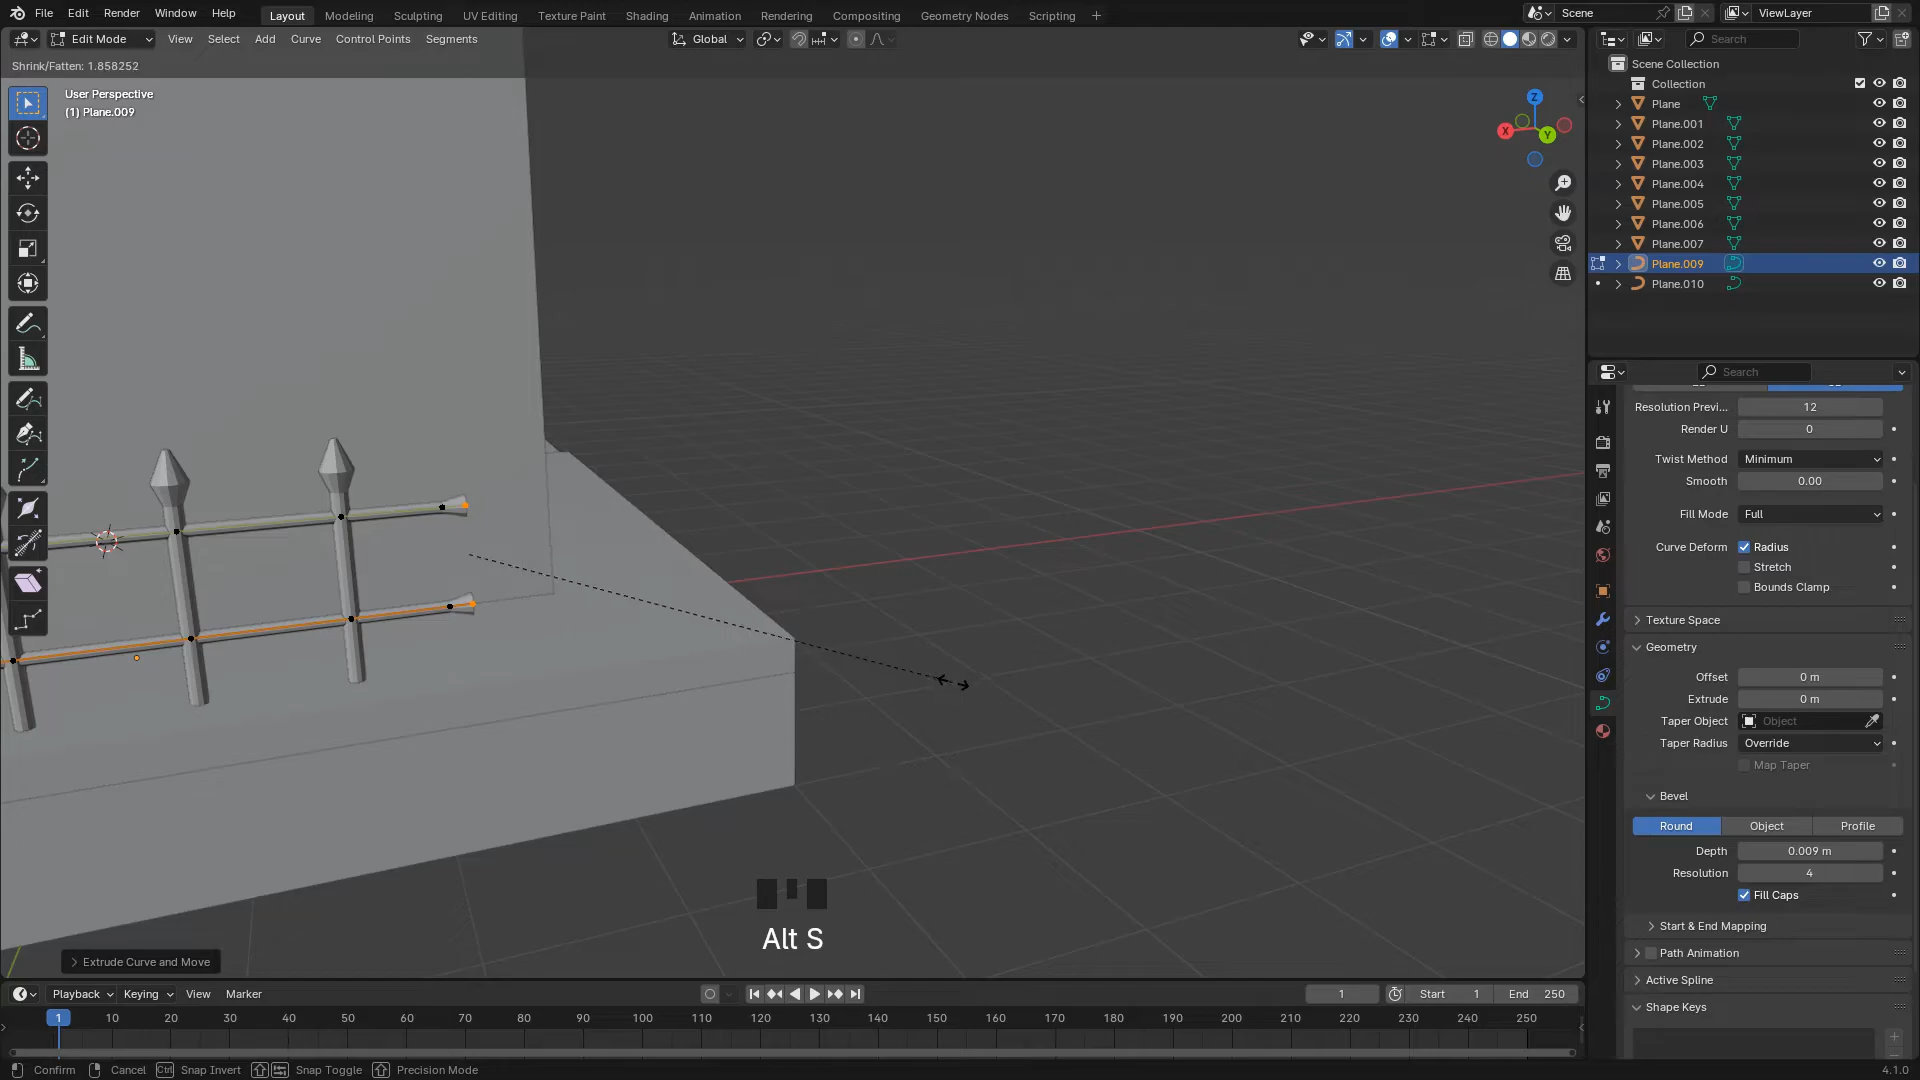 File Edit Render Window Help Layout Modeling Sculpting UV Editing Texture Paint Shading Animation Rendering Compositing Geometry Nodes Scripting + Scene ViewLayer
Edit Mode View Select Add Curve Control Points Segments Global Search
Shrink/Fatten: 1.858252
User Perspective
(1) Plane.009
Z
X
Y
Scene Collection
Collection
Plane
Plane.001
Plane.002
Plane.003
Plane.004
Plane.005
Plane.006
Plane.007
Plane.009
Plane.010
Search
Resolution Previ... 12
Render U 0
Twist Method Minimum
Smooth 0.00
Fill Mode Full
Curve Deform Radius
Stretch
Bounds Clamp
Texture Space
Geometry
Offset 0 m
Extrude 0 m
Taper Object Object
Taper Radius Override
Map Taper
Bevel
Round Object Profile
Depth 0.009 m
Resolution 4
Fill Caps
Start & End Mapping
Path Animation
Active Spline
Shape Keys
Alt S
Extrude Curve and Move
Playback Keying View Marker 1 Start 1 End 250
1 10 20 30 40 50 60 70 80 90 100 110 120 130 140 150 160 170 180 190 200 210 220 230 240 250
Confirm Cancel Ctrl Snap Invert Snap Toggle Precision Mode 4.1.0